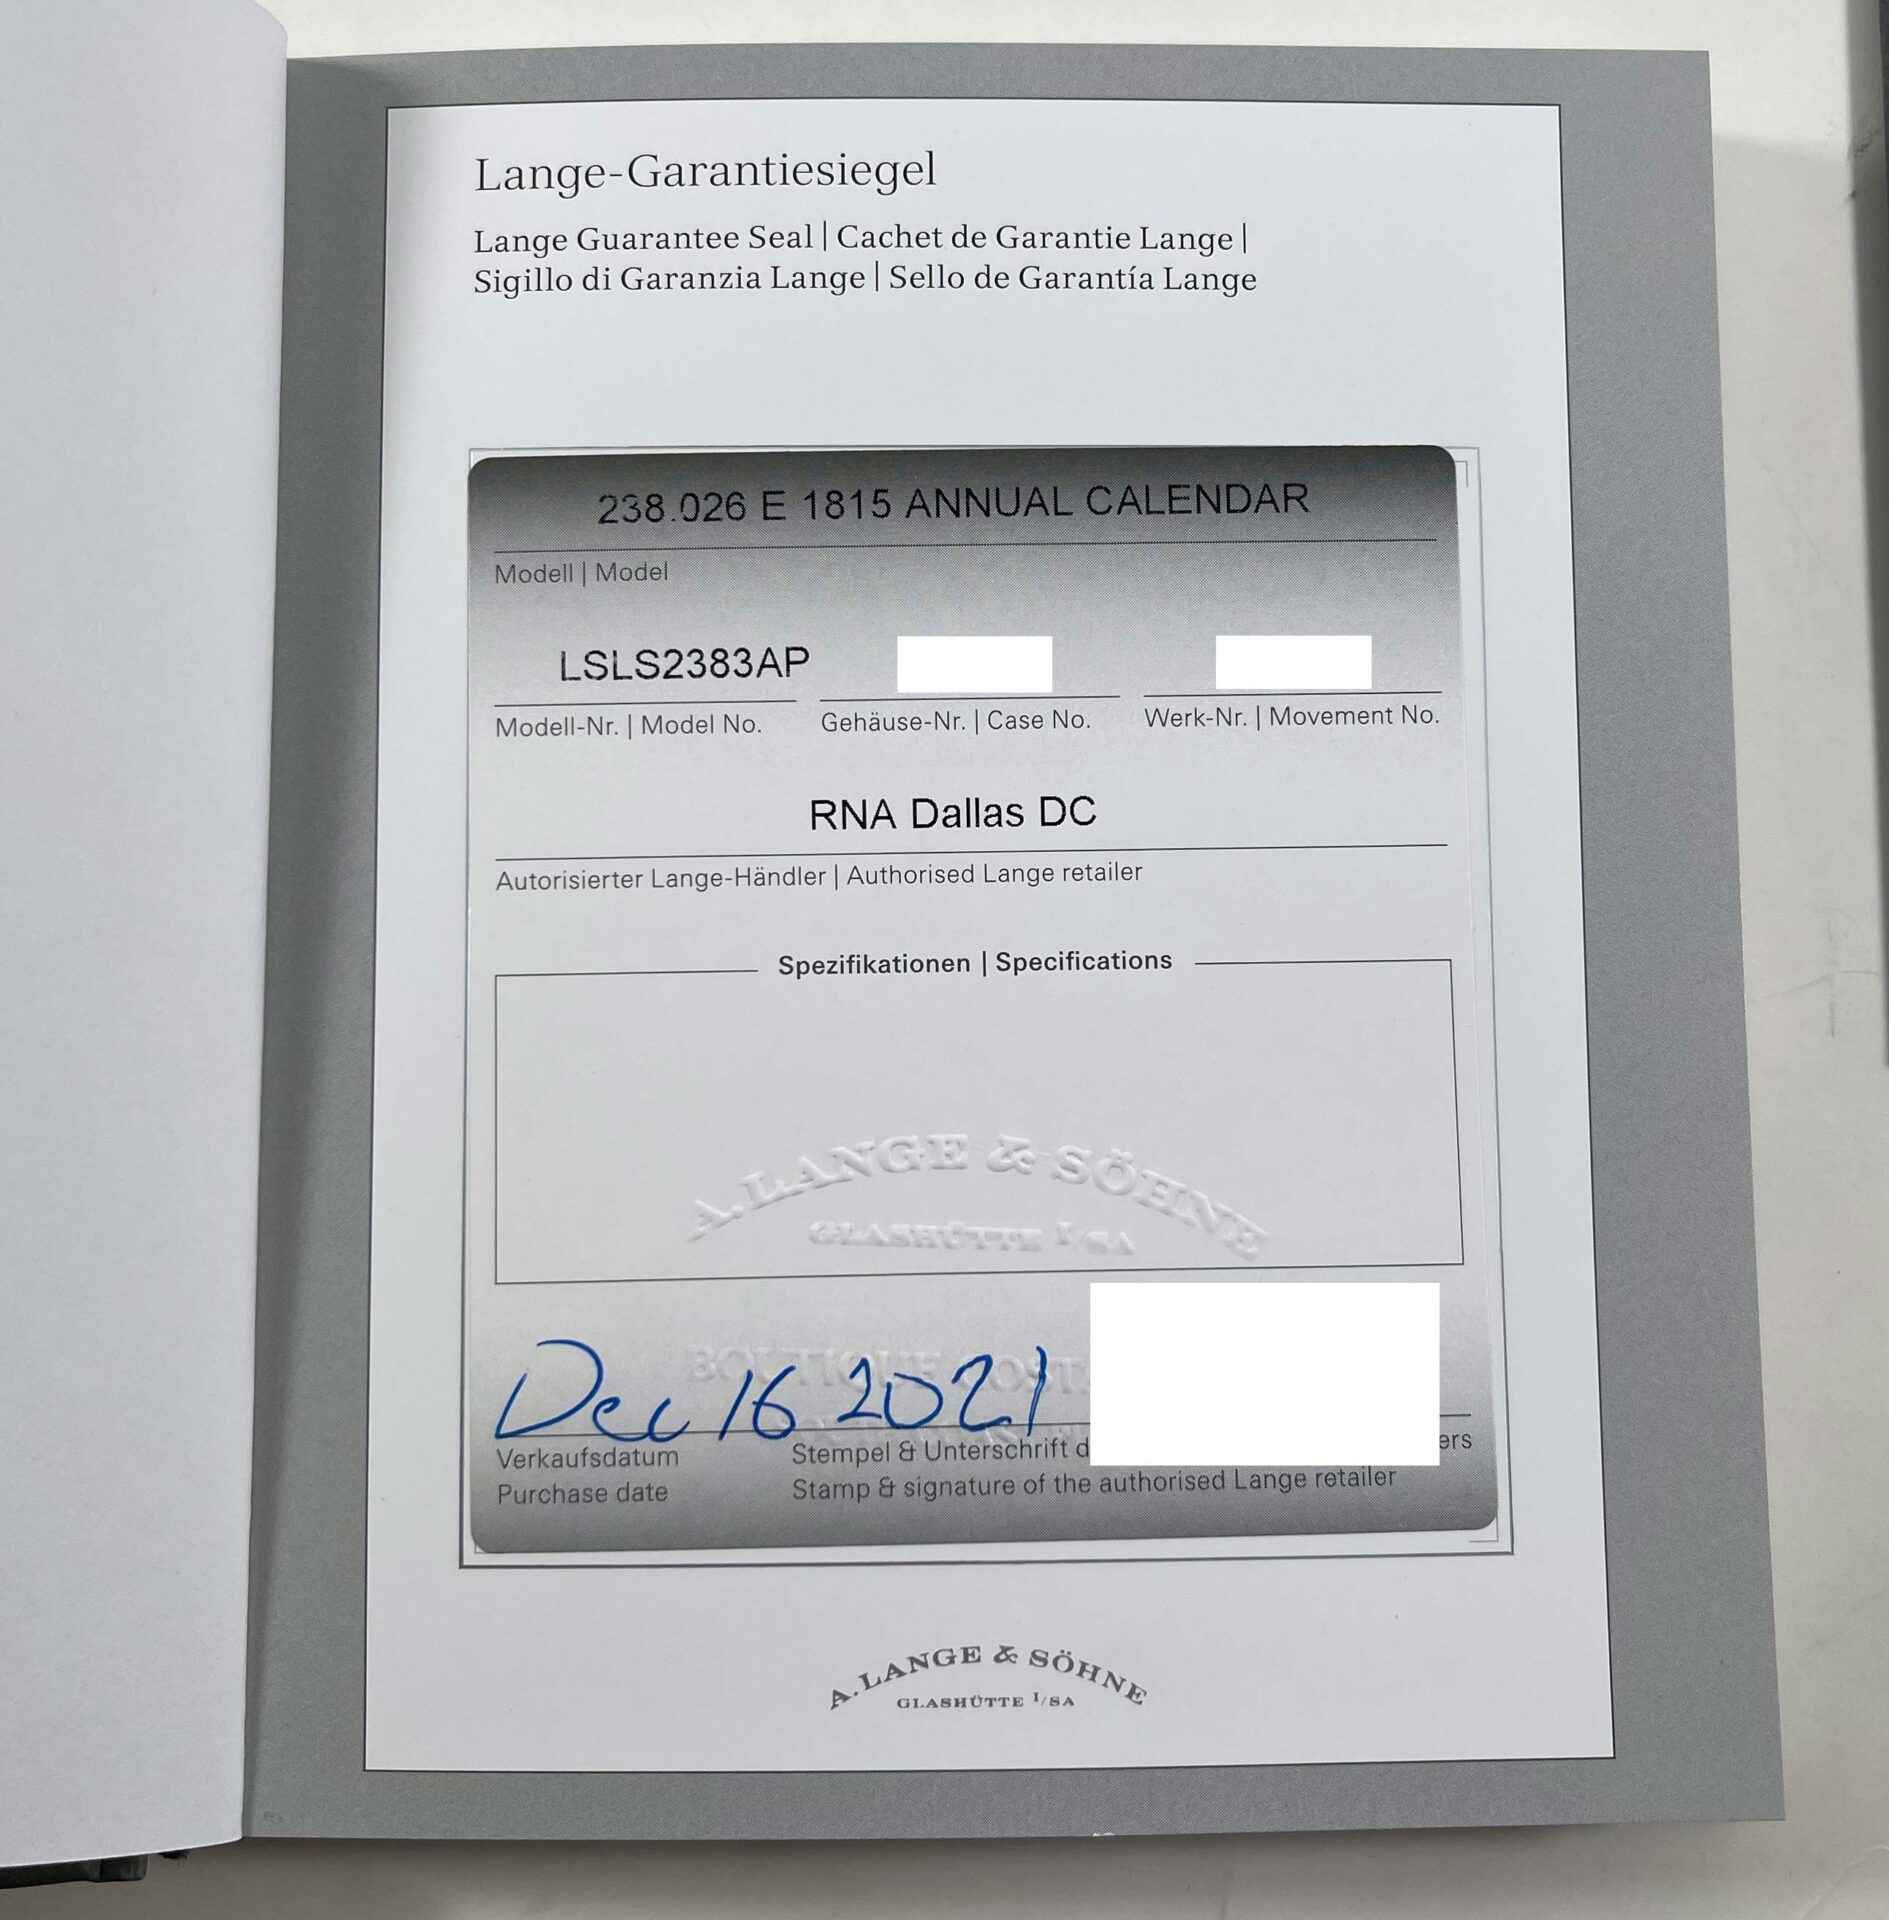 Lange-Garantiesiegel
Lange Guarantee Seal | Cachet de Garantie Lange |
Sigillo di Garanzia Lange | Sello de Garantía Lange
238.026 E 1815 ANNUAL CALENDAR
Modell | Model
LSLS2383AP
Modell-Nr. | Model No. Gehäuse-Nr. | Case No. Werk-Nr. | Movement No.
RNA Dallas DC
Autorisierter Lange-Händler | Authorised Lange retailer
Spezifikationen | Specifications
A. LANGE & SÖHNE
GLASHÜTTE I/SA
BOUTIQUE
Dec 16 2021
Verkaufsdatum Stempel & Unterschrift
Purchase date Stamp & signature of the authorised Lange retailer
A. LANGE & SÖHNE
GLASHÜTTE I/SA